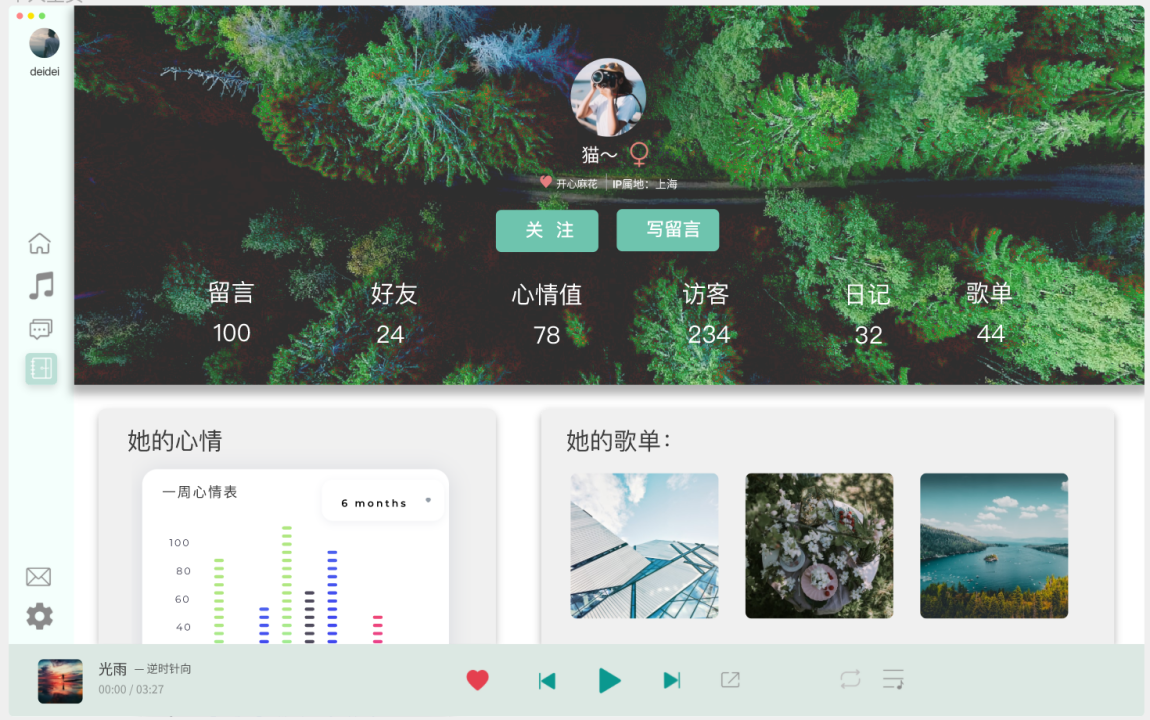 deidei
猫～
开心麻花 IP属地：上海
关 注 写留言
留言 好友 心情值 访客 日记 歌单
100 24 78 234 32 44
她的心情
一周心情表
6 months
100
80
60
40
她的歌单：
光雨 — 逆时针向
00:00 / 03:27